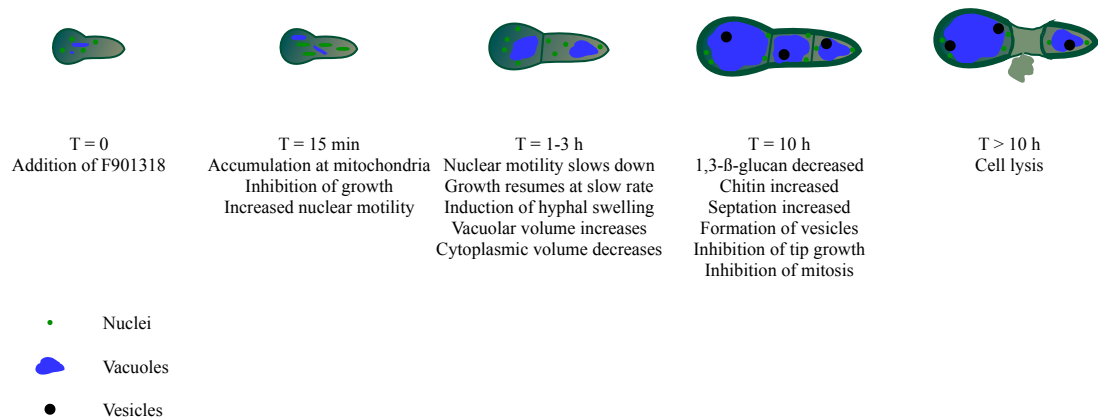 T = 0
Addition of F901318
T = 15 min
Accumulation at mitochondria
Inhibition of growth
Increased nuclear motility
T = 1-3 h
Nuclear motility slows down
Growth resumes at slow rate
Induction of hyphal swelling
Vacuolar volume increases
Cytoplasmic volume decreases
T = 10 h
1,3-ß-glucan decreased
Chitin increased
Septation increased
Formation of vesicles
Inhibition of tip growth
Inhibition of mitosis
T > 10 h
Cell lysis
Nuclei
Vacuoles
Vesicles